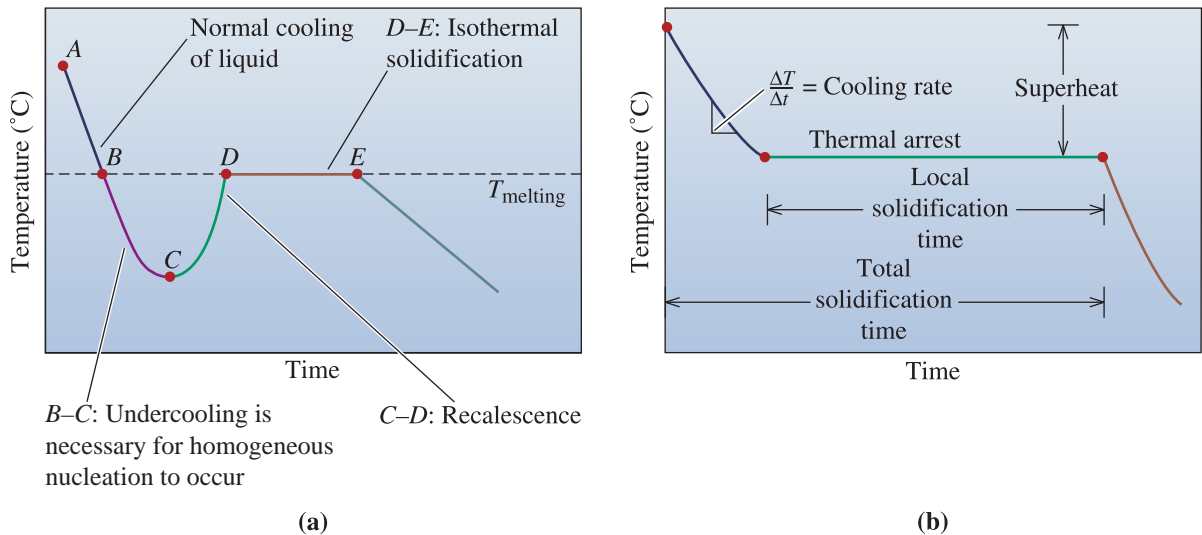 Temperature (˚C)
A
Normal cooling
of liquid
D–E: Isothermal
solidification
B
D
E
T melting
C
Time
B–C: Undercooling is
necessary for homogeneous
nucleation to occur
C–D: Recalescence
(a)
Temperature (˚C)
ΔT/Δt = Cooling rate
Superheat
Thermal arrest
Local
solidification
time
Total
solidification
time
Time
(b)